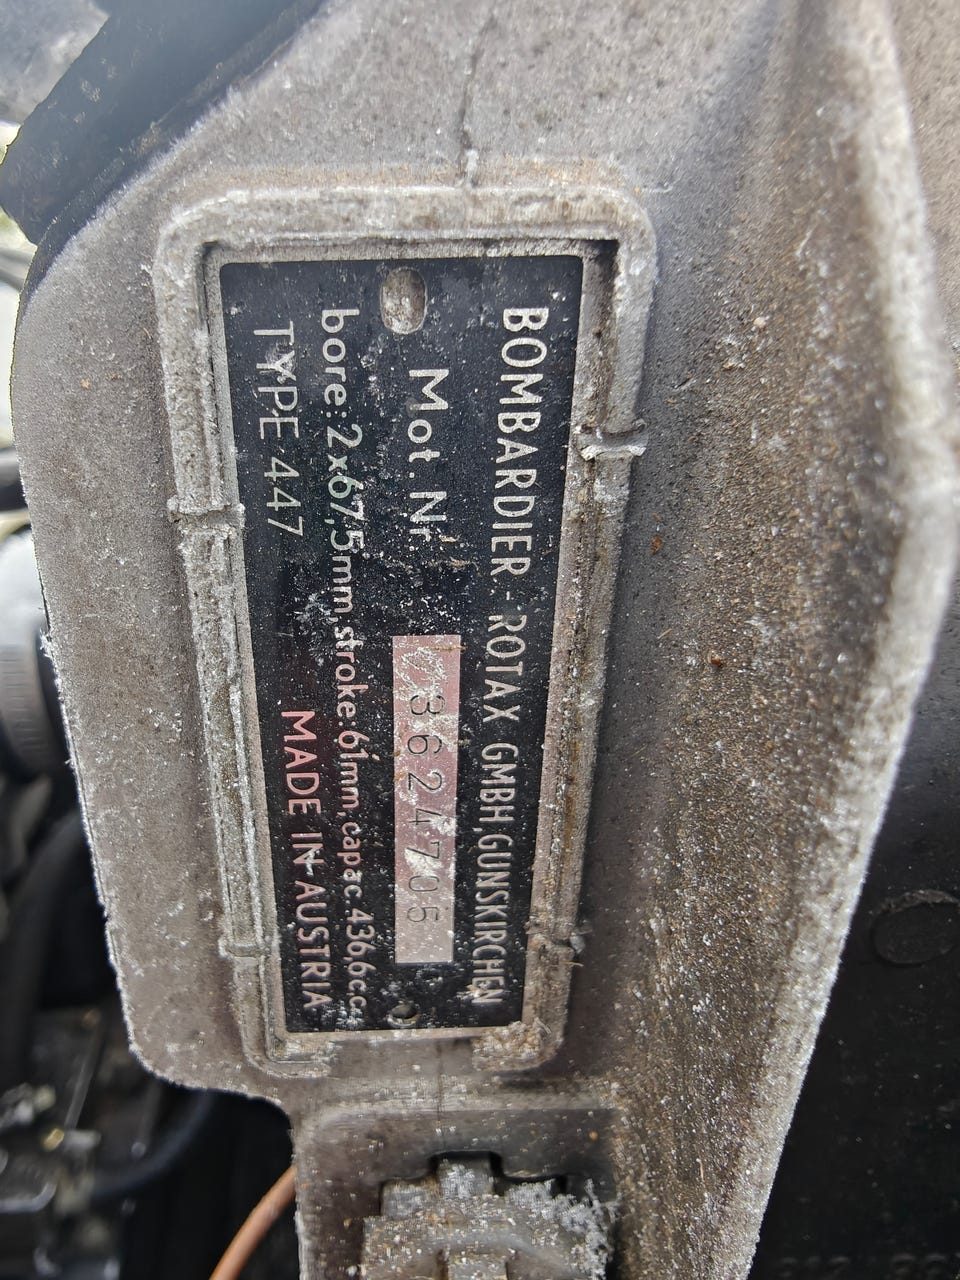 BOMBARDIER - ROTAX GMBH, GUNSKIRCHEN
Mot. Nr 3624705
bore: 2x67,5mm, stroke: 61mm, capac. 436,6cc
TYPE 447 MADE IN AUSTRIA